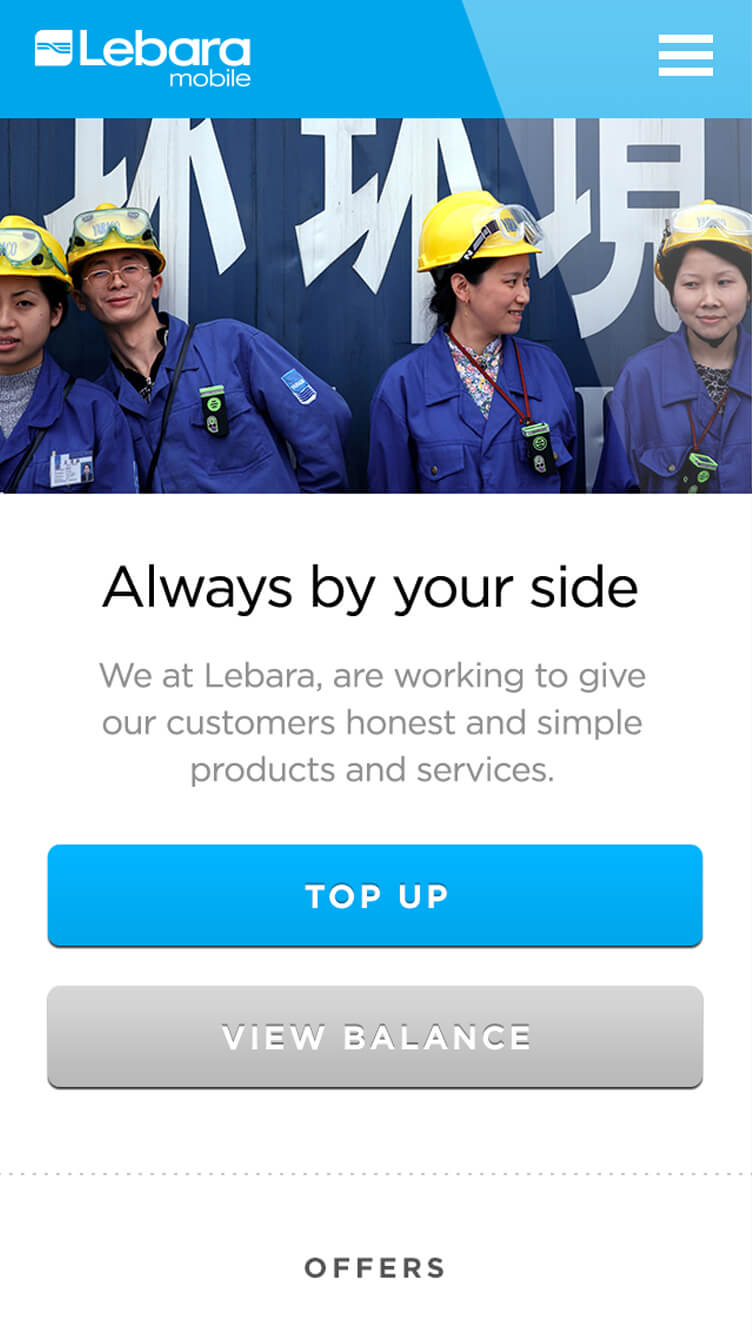 Lebara
mobile
环 环 境
Always by your side
We at Lebara, are working to give
our customers honest and simple
products and services.
TOP UP
VIEW BALANCE
OFFERS